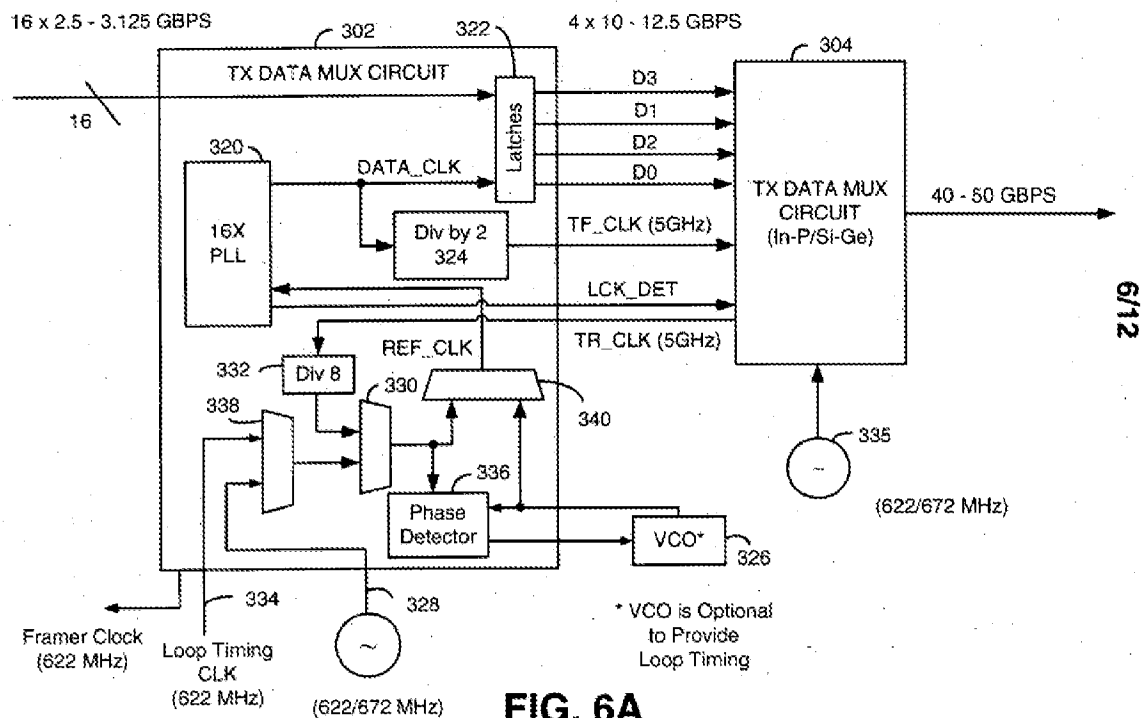 16 x 2.5 - 3.125 GBPS
302
322
4 x 10 - 12.5 GBPS
304
TX DATA MUX CIRCUIT
16
Latches
D3
D1
D2
D0
320
16X
PLL
DATA_CLK
Div by 2
324
TF_CLK (5GHz)
TX DATA MUX
CIRCUIT
(In-P/Si-Ge)
40 - 50 GBPS
LCK_DET
TR_CLK (5GHz)
REF_CLK
332
Div 8
330
340
338
336
Phase
Detector
VCO*
326
335
~
(622/672 MHz)
334
328
~
* VCO is Optional
to Provide
Loop Timing
Framer Clock
(622 MHz)
Loop Timing
CLK
(622 MHz)
(622/672 MHz)
FIG. 6A
6/12